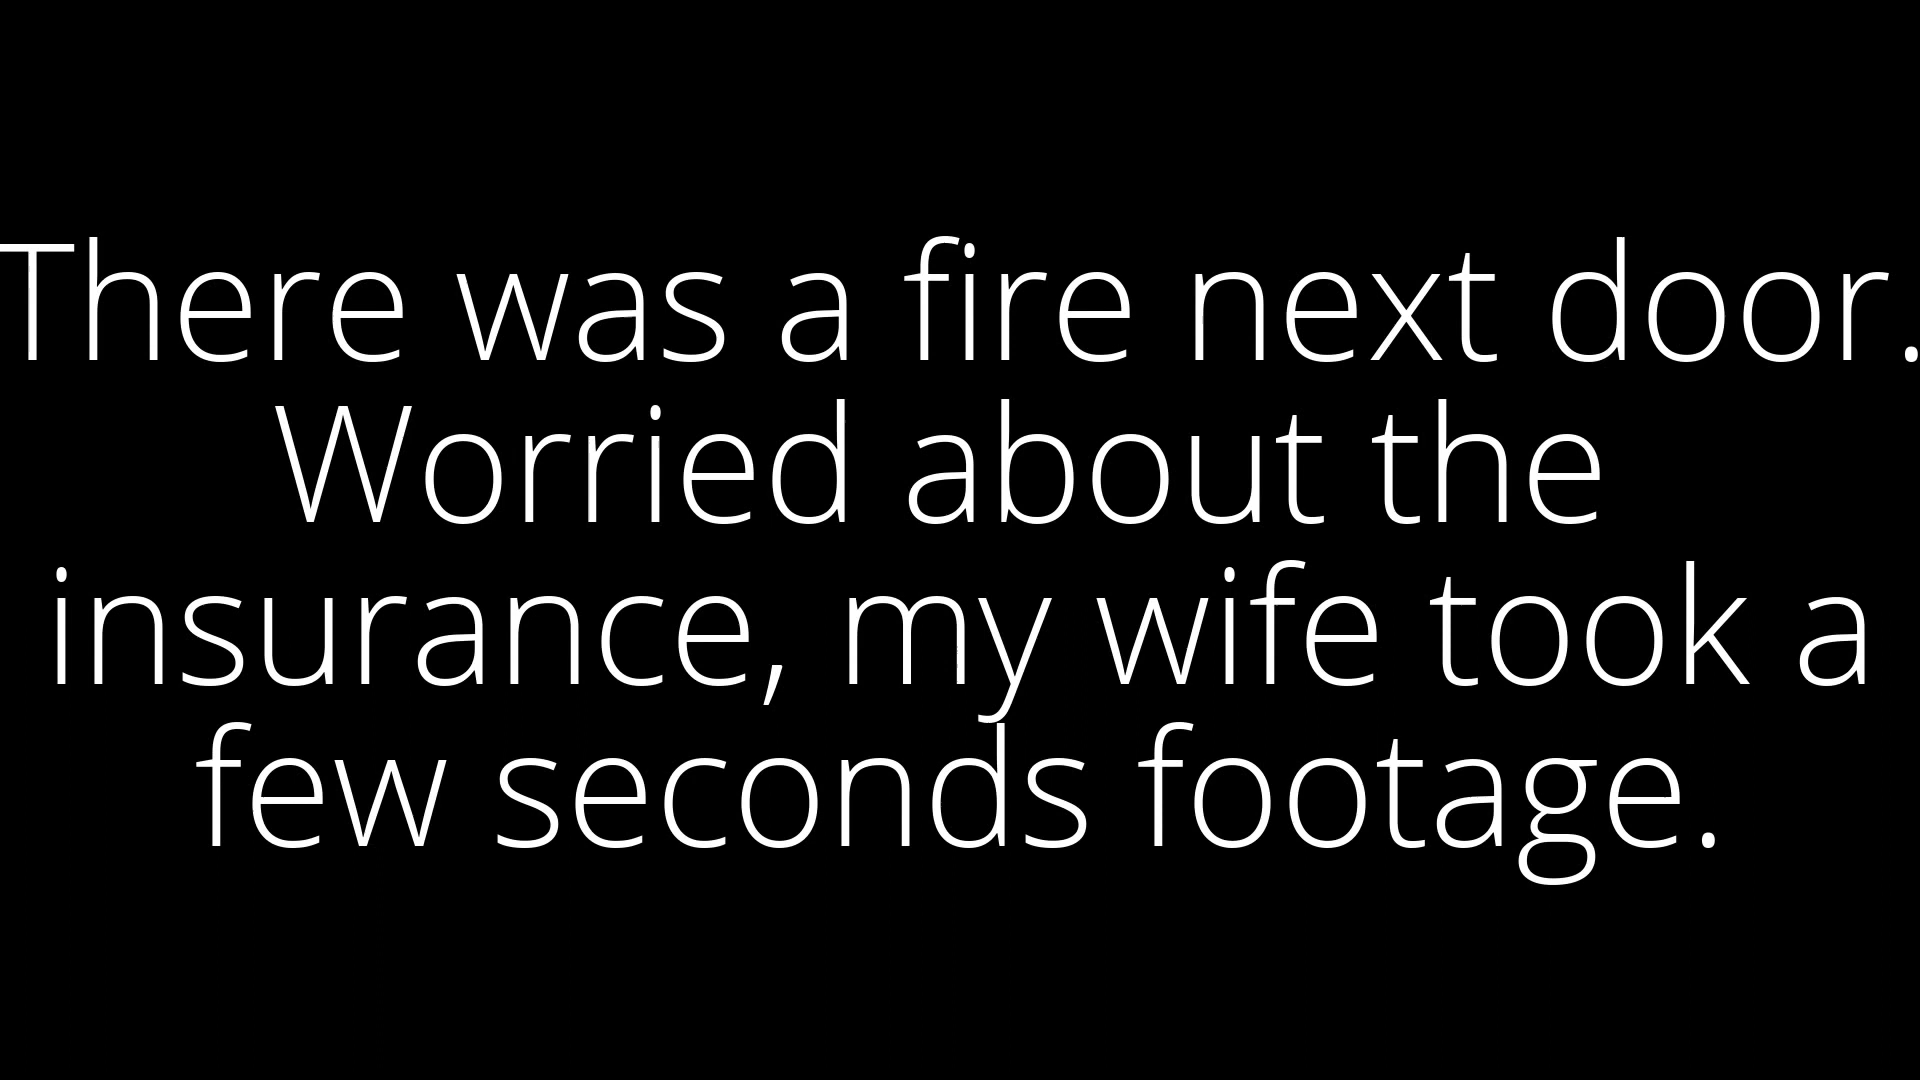 There was a fire next door.
Worried about the
insurance, my wife took a
few seconds footage.